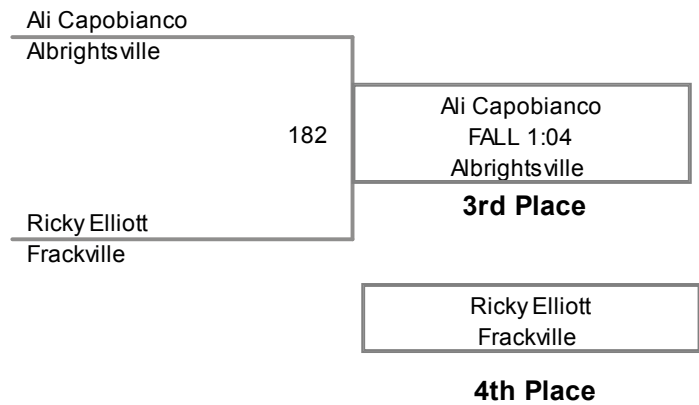 Ali Capobianco
Albrightsville
182
Ali Capobianco
FALL 1:04
Albrightsville
3rd Place
Ricky Elliott
Frackville
Ricky Elliott
Frackville
4th Place